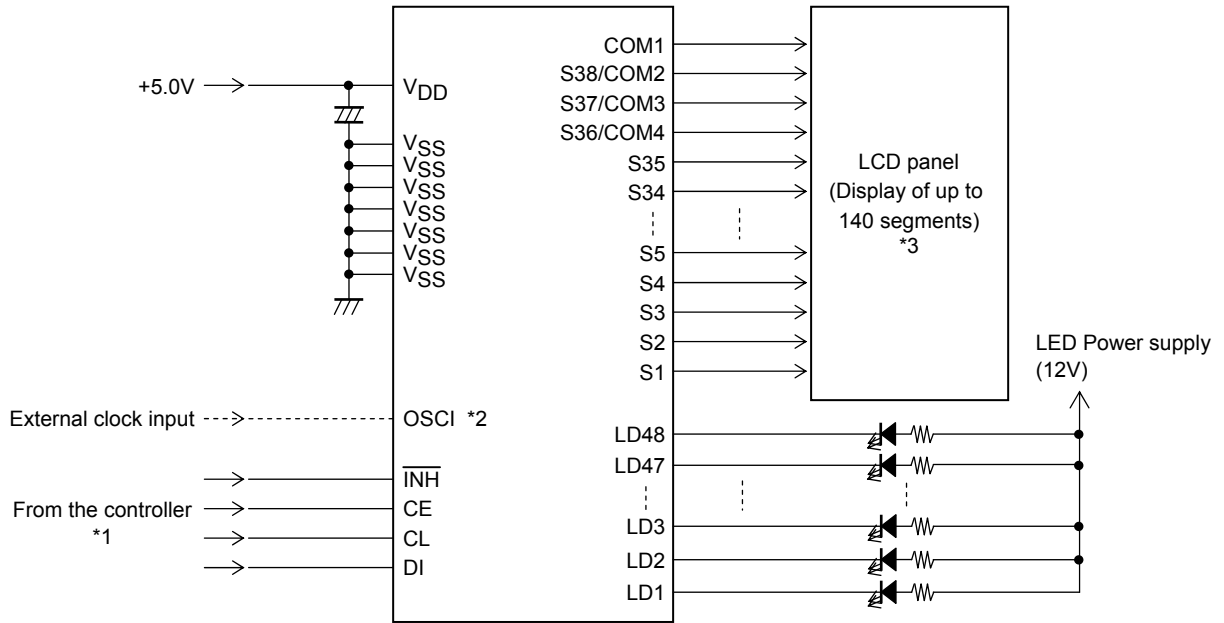 +5.0V
VDD
VSS
VSS
VSS
VSS
VSS
VSS
VSS
External clock input
OSCI *2
From the controller
*1
INH
CE
CL
DI
COM1
S38/COM2
S37/COM3
S36/COM4
S35
S34
S5
S4
S3
S2
S1
LD48
LD47
LD3
LD2
LD1
LCD panel
(Display of up to
140 segments)
*3
LED Power supply
(12V)